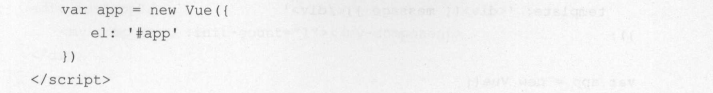 var app = new Vue({
    el: '#app'
})
</script>